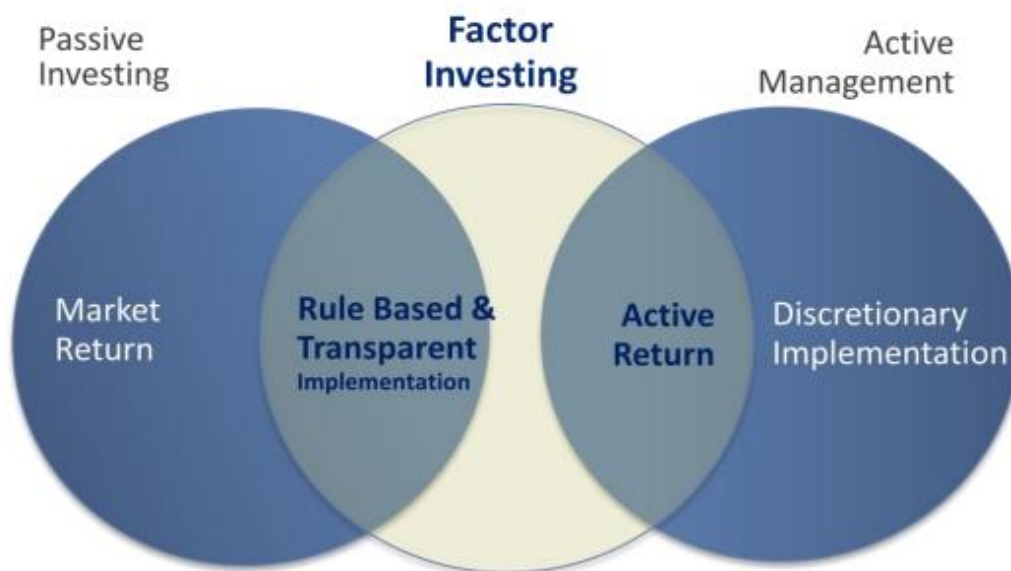 Passive
Investing
Factor
Investing
Active
Management
Market
Return
Rule Based &
Transparent
Implementation
Active
Return
Discretionary
Implementation